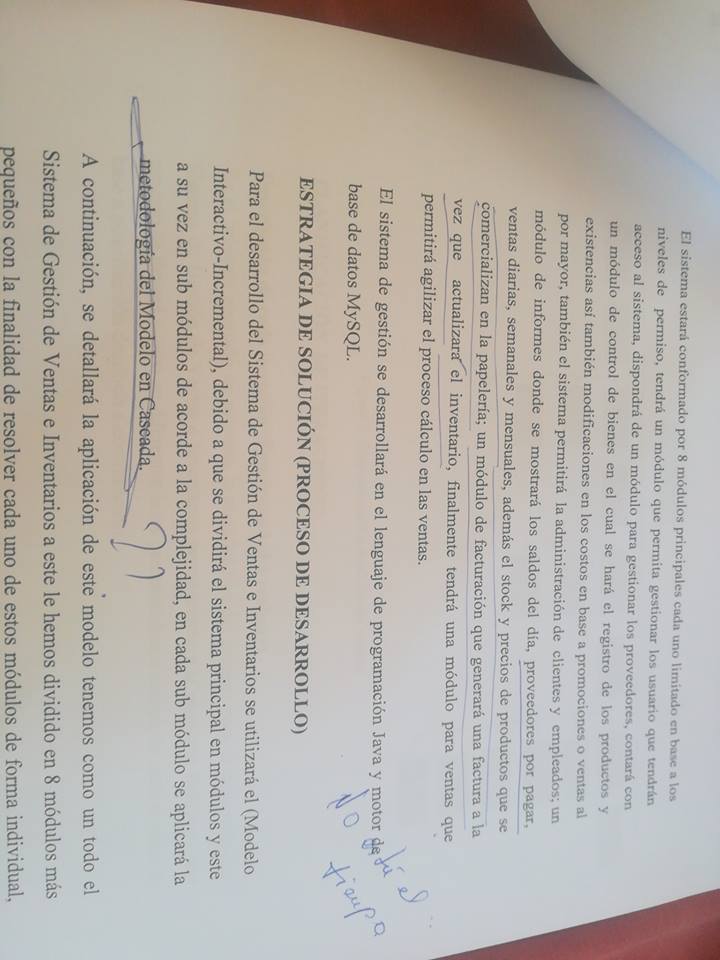 El sistema estará conformado por 8 módulos principales cada uno limitado en base a los
niveles de permiso, tendrá un módulo que permita gestionar los usuario que tendrán
acceso al sistema, dispondrá de un módulo para gestionar los proveedores, contará con
un módulo de control de bienes en el cual se hará el registro de los productos y
existencias así también modificaciones en los costos en base a promociones o ventas al
por mayor, también el sistema permitirá la administración de clientes y empleados; un
módulo de informes donde se mostrará los saldos del día, proveedores por pagar,
ventas diarias, semanales y mensuales, además el stock y precios de productos que se
comercializan en la papelería; un módulo de facturación que generará una factura a la
vez que actualizara el inventario, finalmente tendrá una módulo para ventas que
permitirá agilizar el proceso cálculo en las ventas.
El sistema de gestión se desarrollará en el lenguaje de programación Java y motor de
base de datos MySQL.
No el
tiempo
ESTRATEGIA DE SOLUCIÓN (PROCESO DE DESARROLLO)
Para el desarrollo del Sistema de Gestión de Ventas e Inventarios se utilizará el (Modelo
Interactivo-Incremental), debido a que se dividirá el sistema principal en módulos y este
a su vez en sub módulos de acorde a la complejidad, en cada sub módulo se aplicará la
metodología del Modelo en Cascada. ??
A continuación, se detallará la aplicación de este modelo tenemos como un todo el
Sistema de Gestión de Ventas e Inventarios a este le hemos dividido en 8 módulos más
pequeños con la finalidad de resolver cada uno de estos módulos de forma individual,